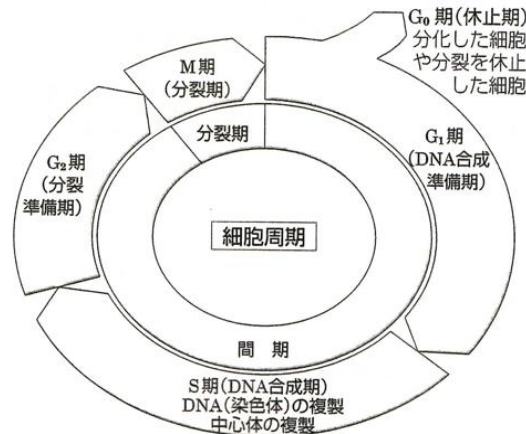 G₀期(休止期)
分化した細胞
や分裂を休止
した細胞
M期
(分裂期)
分裂期
G₁期
(DNA合成
準備期)
G₂期
(分裂
準備期)
細胞周期
間 期
S期(DNA合成期)
DNA(染色体)の複製
中心体の複製